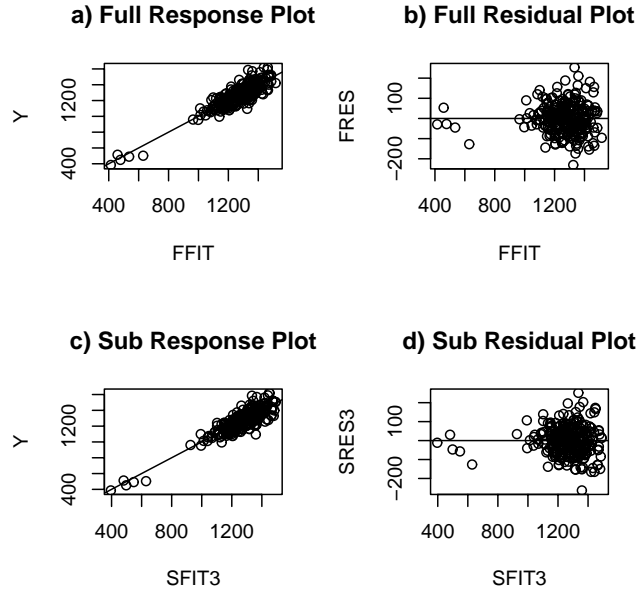 a) Full Response Plot
Y
400 1200
400 800 1200
FFIT
b) Full Residual Plot
FRES
-200 100
400 800 1200
FFIT
c) Sub Response Plot
Y
400 1200
400 800 1200
SFIT3
d) Sub Residual Plot
SRES3
-200 100
400 800 1200
SFIT3